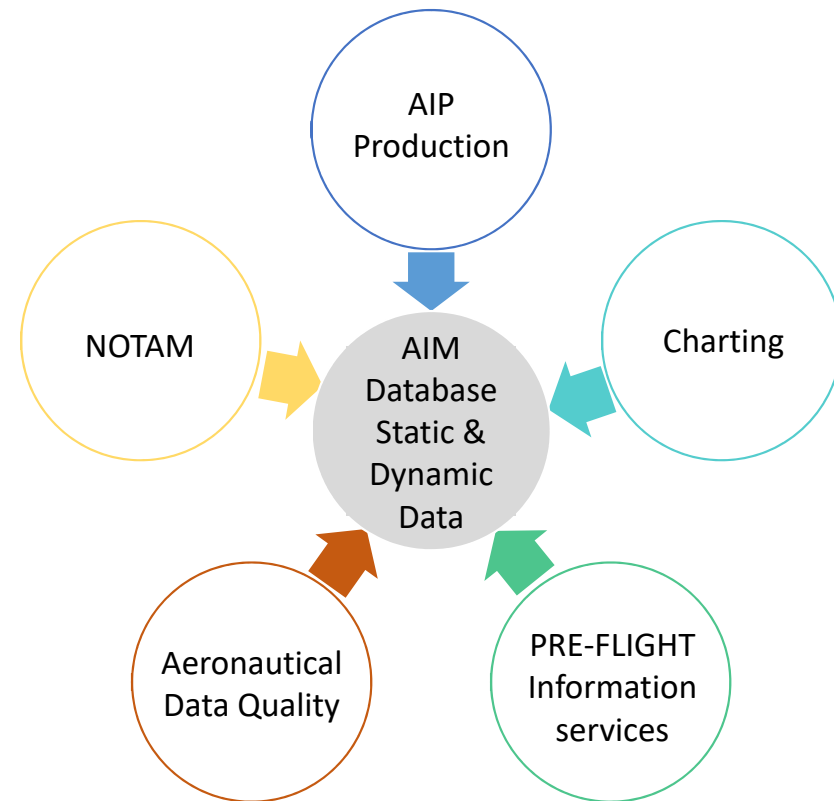 AIP
Production
NOTAM
AIM
Database
Static &
Dynamic
Data
Charting
Aeronautical
Data Quality
PRE-FLIGHT
Information
services